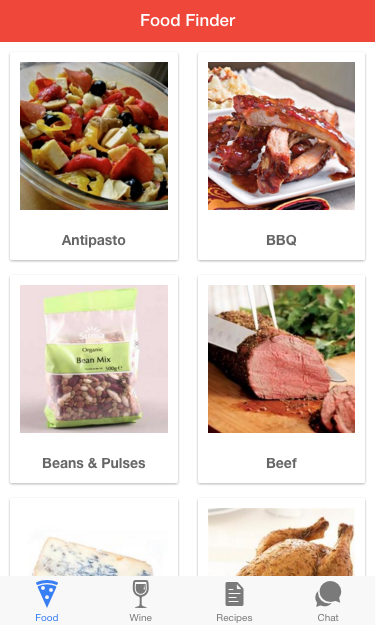 Food Finder
Antipasto
BBQ
Organic
Bean Mix
500g e
Beans & Pulses
Beef
Food
Wine
Recipes
Chat